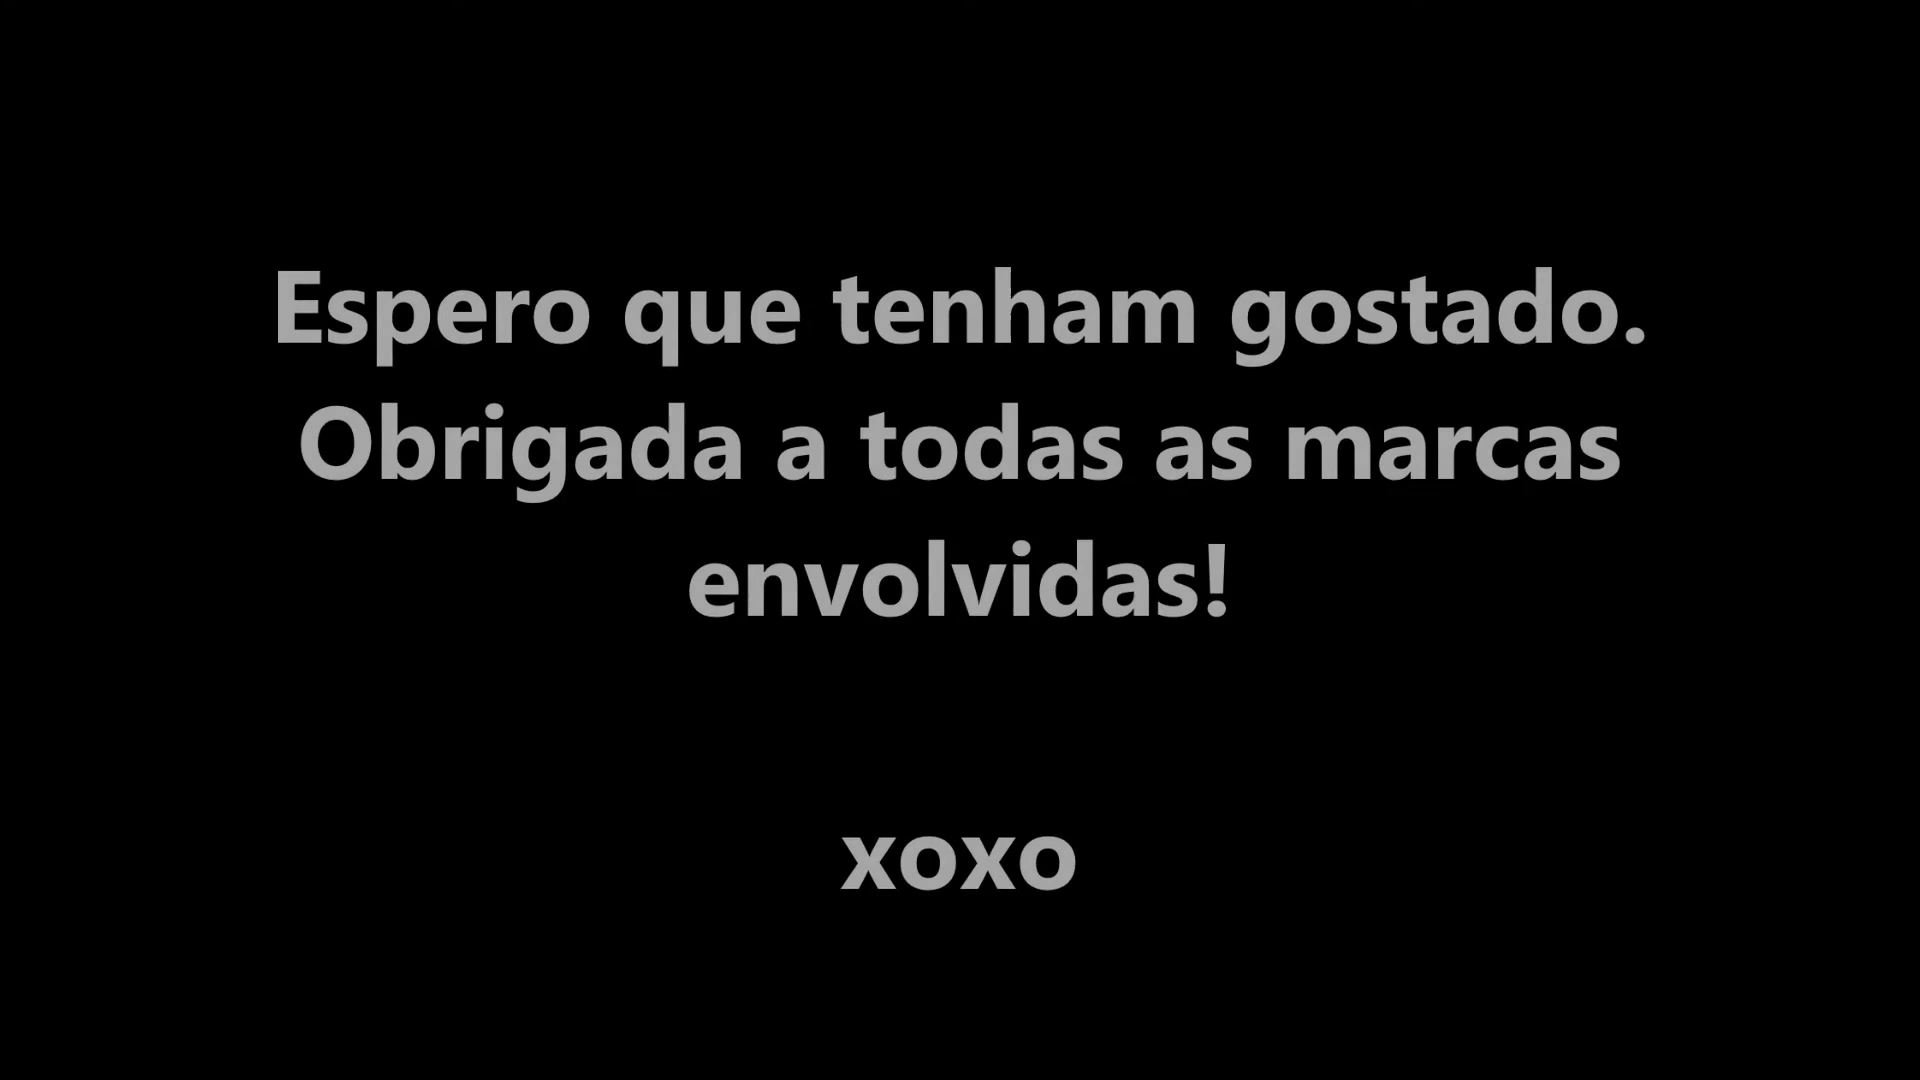 Espero que tenham gostado.
Obrigada a todas as marcas
envolvidas!
xoxo